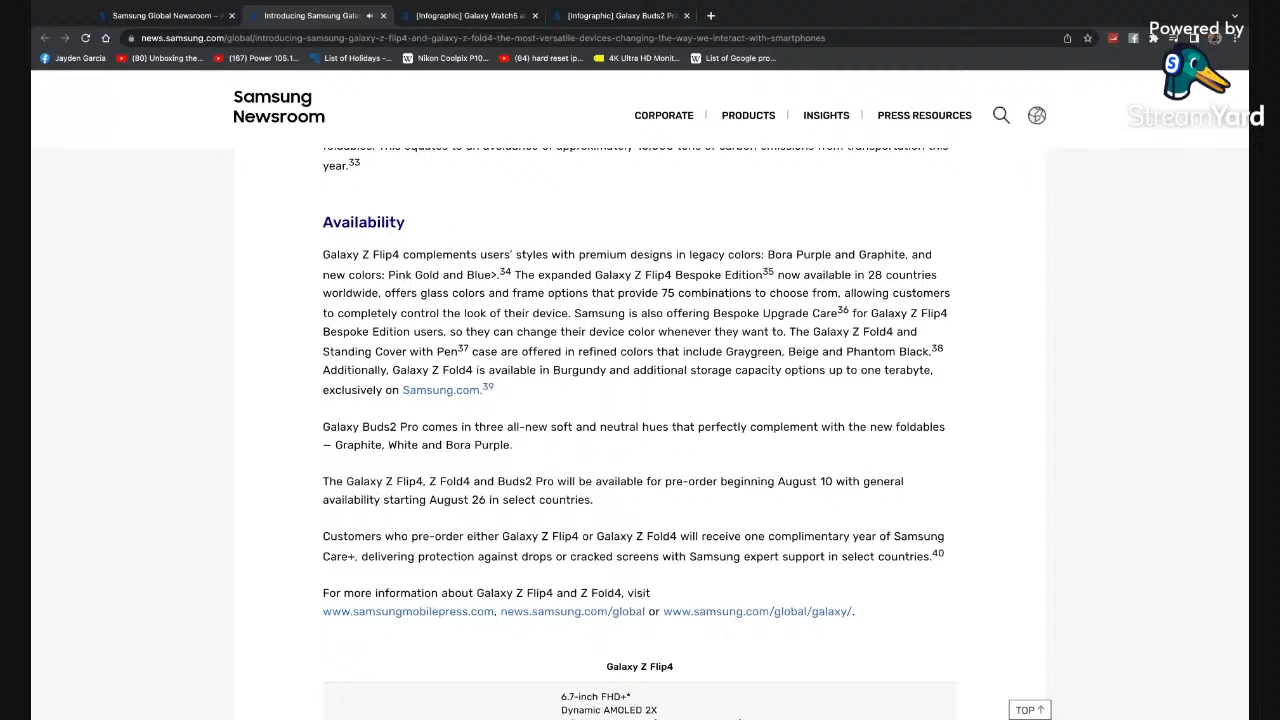 Samsung Global Newsroom –
Introducing Samsung Gala
[Infographic] Galaxy Watch5 a
[Infographic] Galaxy Buds2 Pro
Powered by
news.samsung.com/global/introducing-samsung-galaxy-z-flip4-and-galaxy-z-fold4-the-most-versatile-devices-changing-the-way-we-interact-with-smartphones
Jayden Garcia
(80) Unboxing the...
(167) Power 105.1...
List of Holidays -...
Nikon Coolpix P10...
(84) hard reset ip...
4K Ultra HD Monit...
List of Google pro...
S
StreamYard
Samsung
Newsroom
CORPORATE
PRODUCTS
INSIGHTS
PRESS RESOURCES
foldables. This equates to an avoidance of approximately 10,000 tons of carbon emissions from transportation this
year.33
Availability
Galaxy Z Flip4 complements users’ styles with premium designs in legacy colors: Bora Purple and Graphite, and
new colors: Pink Gold and Blue>.34 The expanded Galaxy Z Flip4 Bespoke Edition35 now available in 28 countries
worldwide, offers glass colors and frame options that provide 75 combinations to choose from, allowing customers
to completely control the look of their device. Samsung is also offering Bespoke Upgrade Care36 for Galaxy Z Flip4
Bespoke Edition users, so they can change their device color whenever they want to. The Galaxy Z Fold4 and
Standing Cover with Pen37 case are offered in refined colors that include Graygreen, Beige and Phantom Black.38
Additionally, Galaxy Z Fold4 is available in Burgundy and additional storage capacity options up to one terabyte,
exclusively on Samsung.com.39
Galaxy Buds2 Pro comes in three all-new soft and neutral hues that perfectly complement with the new foldables
— Graphite, White and Bora Purple.
The Galaxy Z Flip4, Z Fold4 and Buds2 Pro will be available for pre-order beginning August 10 with general
availability starting August 26 in select countries.
Customers who pre-order either Galaxy Z Flip4 or Galaxy Z Fold4 will receive one complimentary year of Samsung
Care+, delivering protection against drops or cracked screens with Samsung expert support in select countries.40
For more information about Galaxy Z Flip4 and Z Fold4, visit
www.samsungmobilepress.com, news.samsung.com/global or www.samsung.com/global/galaxy/.
Galaxy Z Flip4
6.7-inch FHD+*
Dynamic AMOLED 2X
TOP